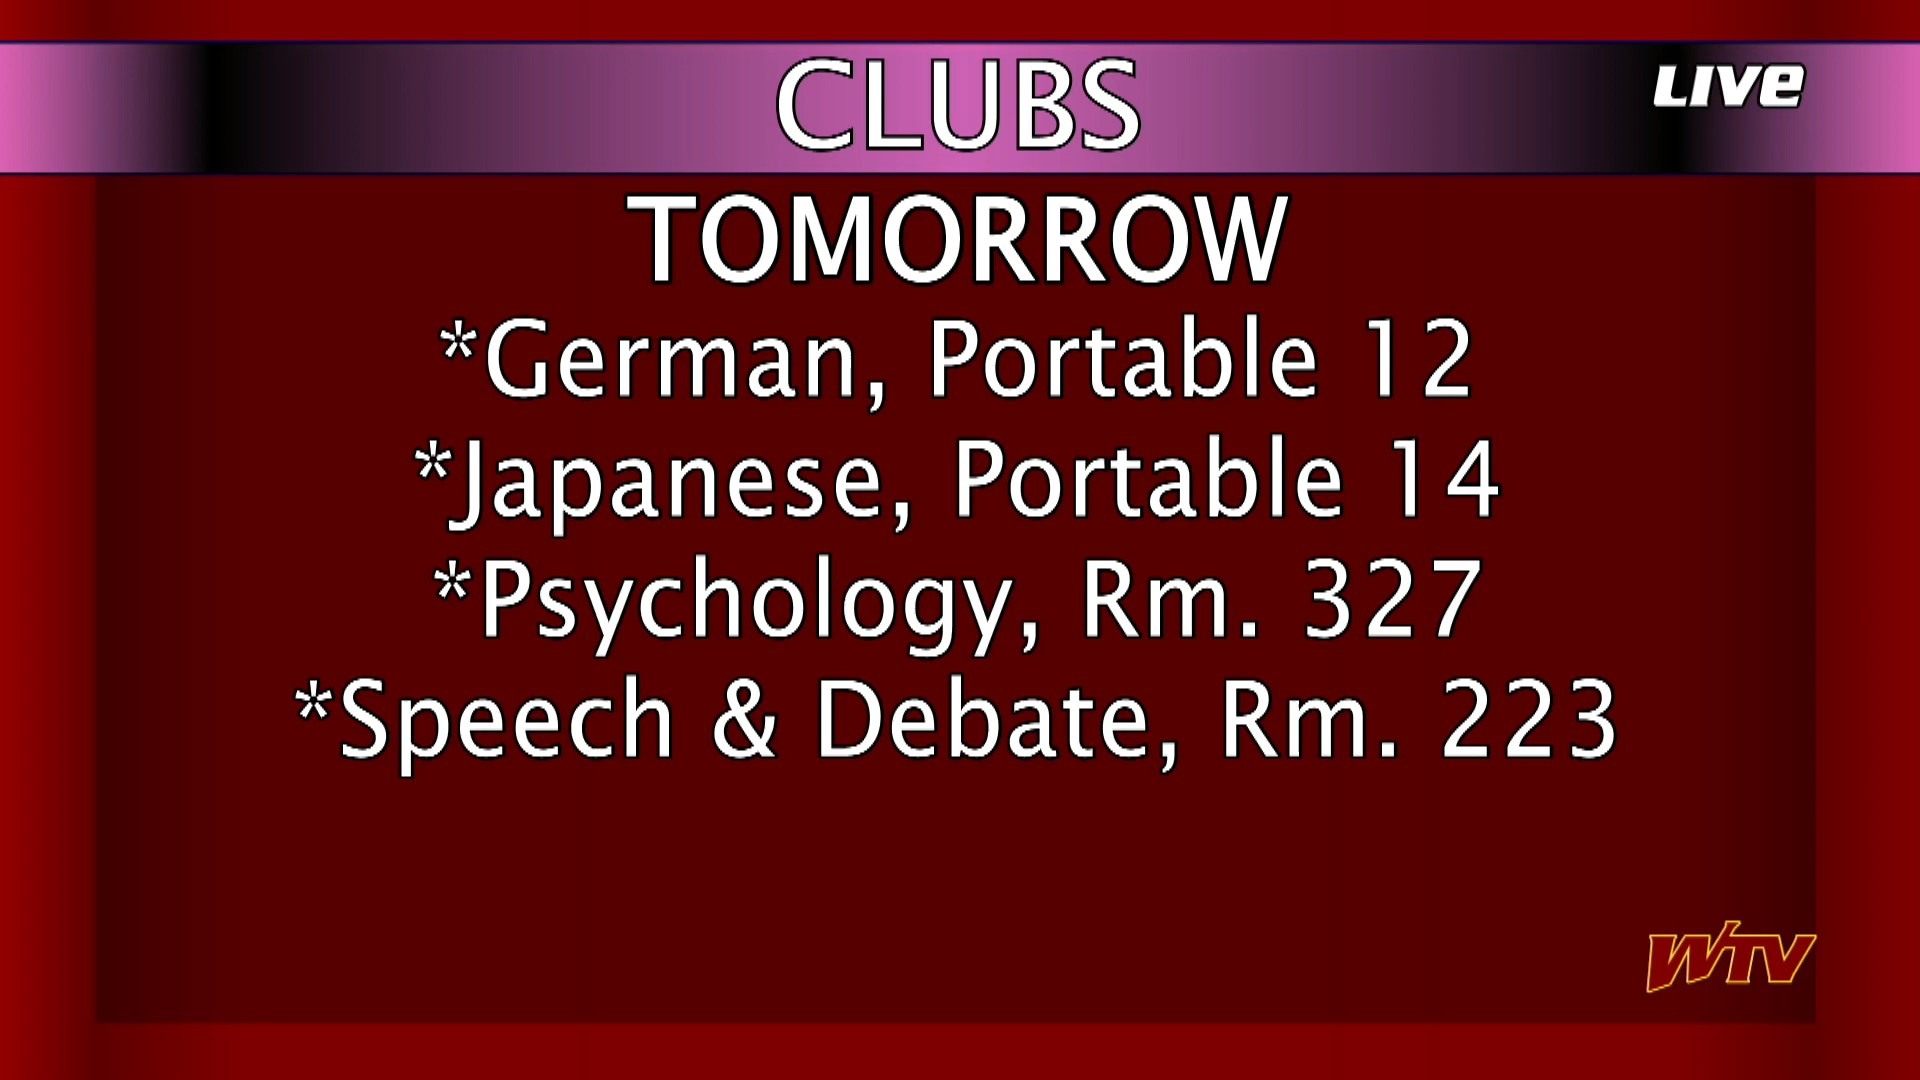 CLUBS
LIVE
TOMORROW
*German, Portable 12
*Japanese, Portable 14
*Psychology, Rm. 327
*Speech & Debate, Rm. 223
WTV